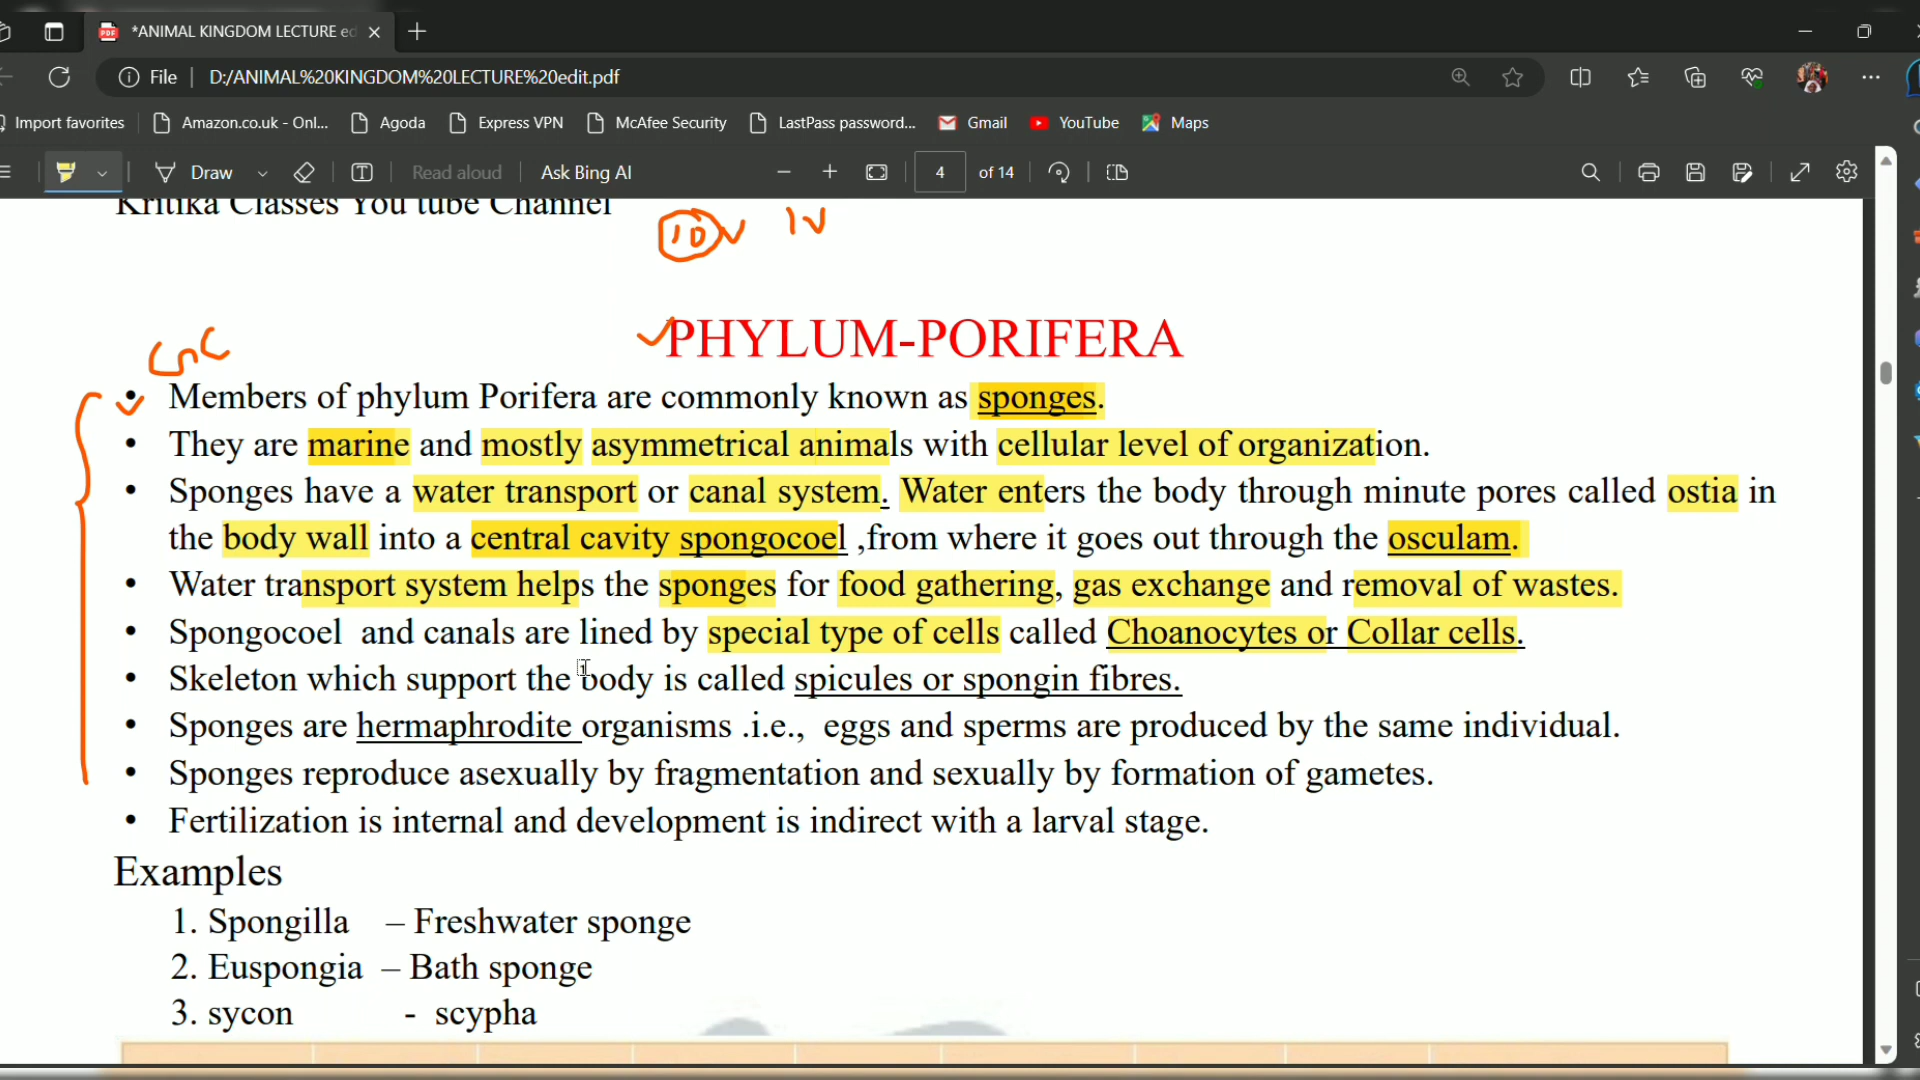 *ANIMAL KINGDOM LECTURE ed
File D:/ANIMAL%20KINGDOM%20LECTURE%20edit.pdf
Import favorites Amazon.co.uk - Onl... Agoda Express VPN McAfee Security LastPass password... Gmail YouTube Maps
Draw Read aloud Ask Bing AI 4 of 14
Kritika Classes You tube Channel
10 IV
PHYLUM-PORIFERA
• Members of phylum Porifera are commonly known as sponges.
• They are marine and mostly asymmetrical animals with cellular level of organization.
• Sponges have a water transport or canal system. Water enters the body through minute pores called ostia in
the body wall into a central cavity spongocoel ,from where it goes out through the osculam.
• Water transport system helps the sponges for food gathering, gas exchange and removal of wastes.
• Spongocoel and canals are lined by special type of cells called Choanocytes or Collar cells.
• Skeleton which support the body is called spicules or spongin fibres.
• Sponges are hermaphrodite organisms .i.e., eggs and sperms are produced by the same individual.
• Sponges reproduce asexually by fragmentation and sexually by formation of gametes.
• Fertilization is internal and development is indirect with a larval stage.
Examples
1. Spongilla – Freshwater sponge
2. Euspongia – Bath sponge
3. sycon - scypha